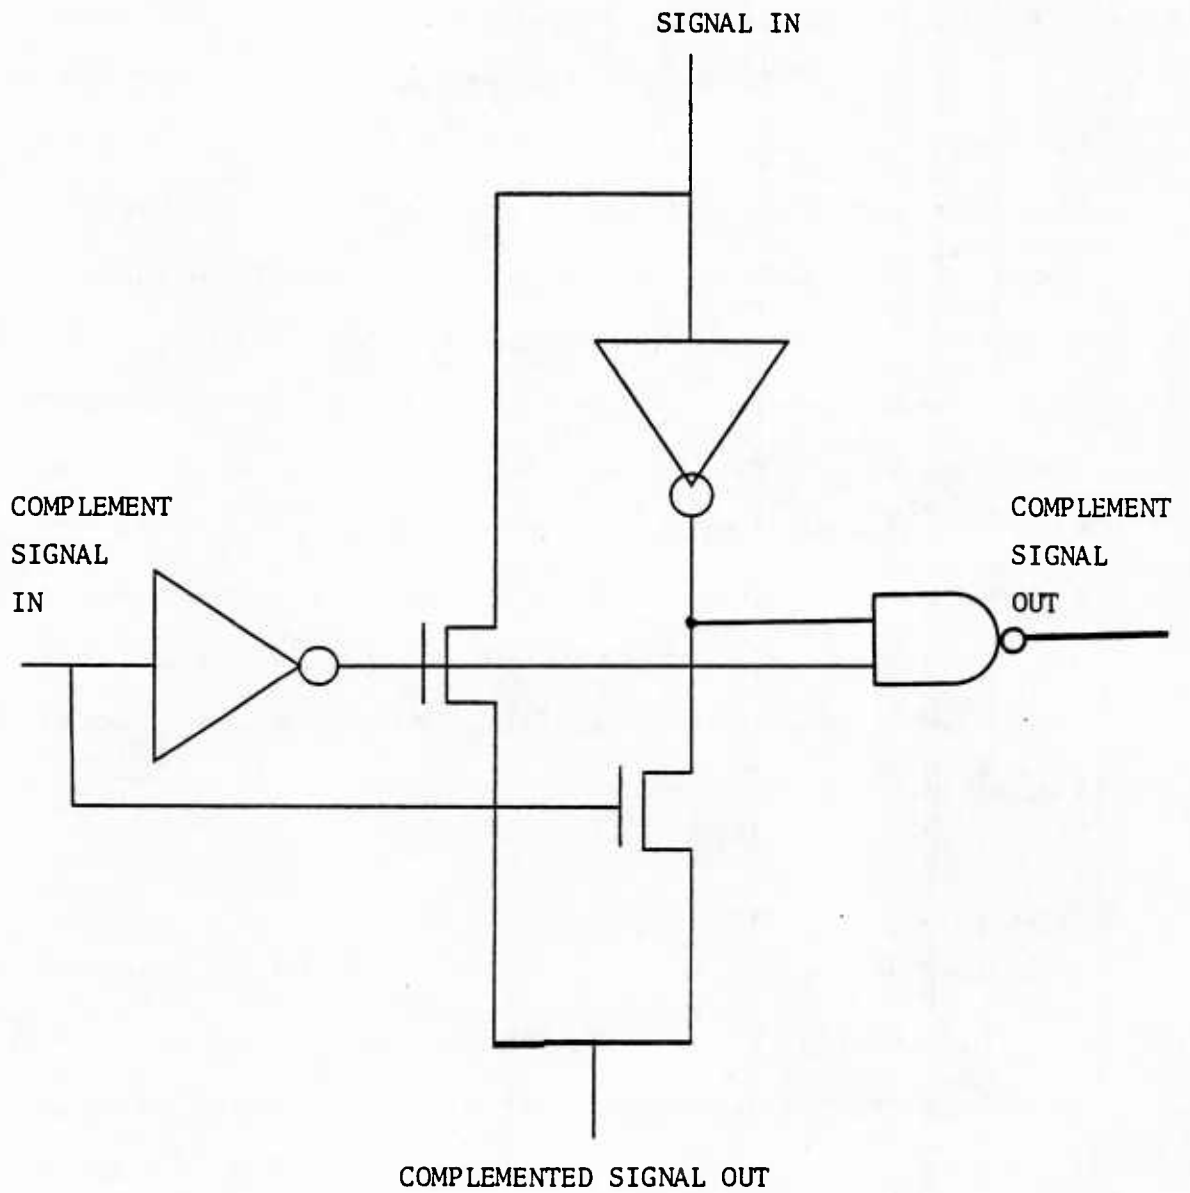 SIGNAL IN
COMPLEMENT
SIGNAL
IN
COMPLEMENT
SIGNAL
OUT
COMPLEMENTED SIGNAL OUT